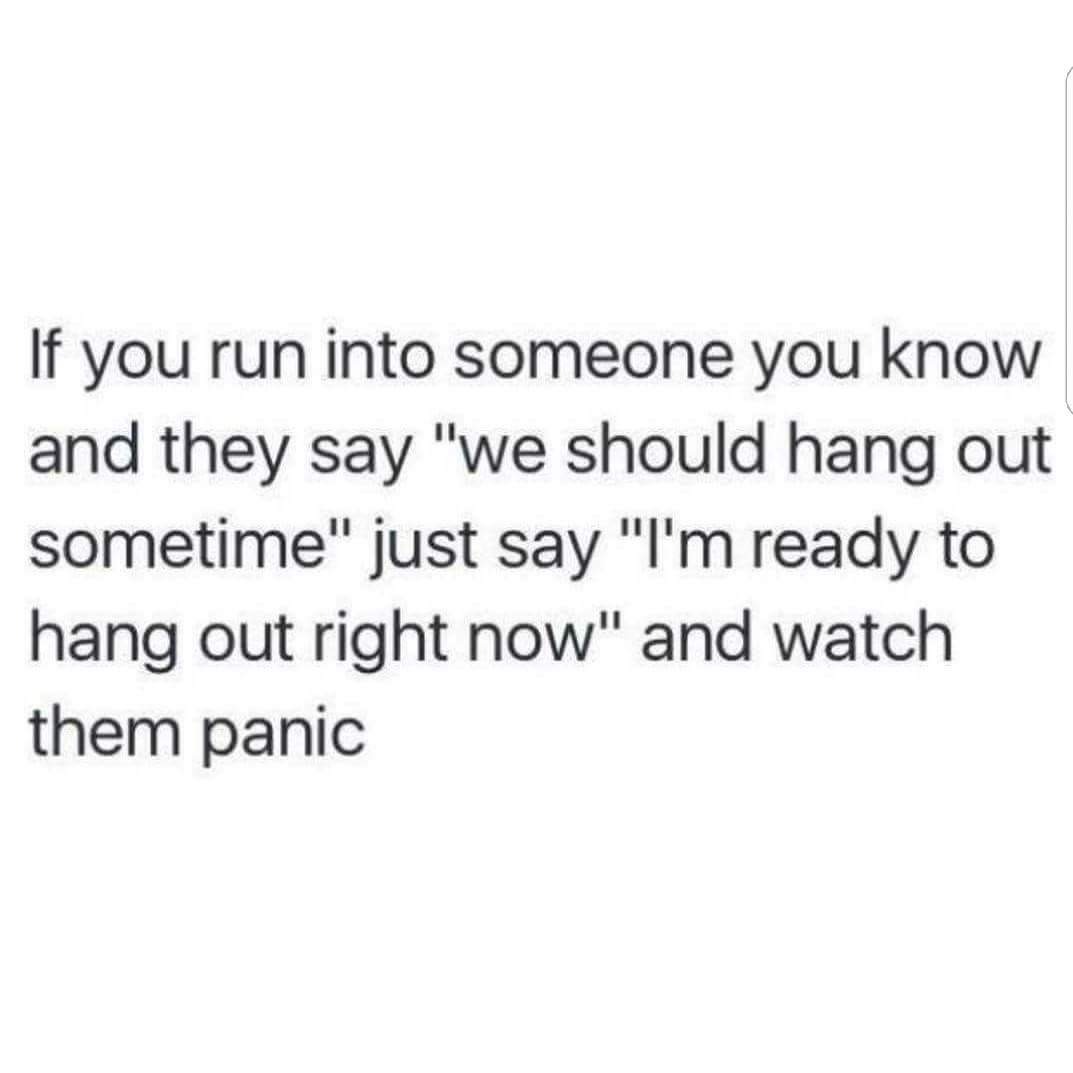 If you run into someone you know
and they say "we should hang out
sometime" just say "I'm ready to
hang out right now" and watch
them panic